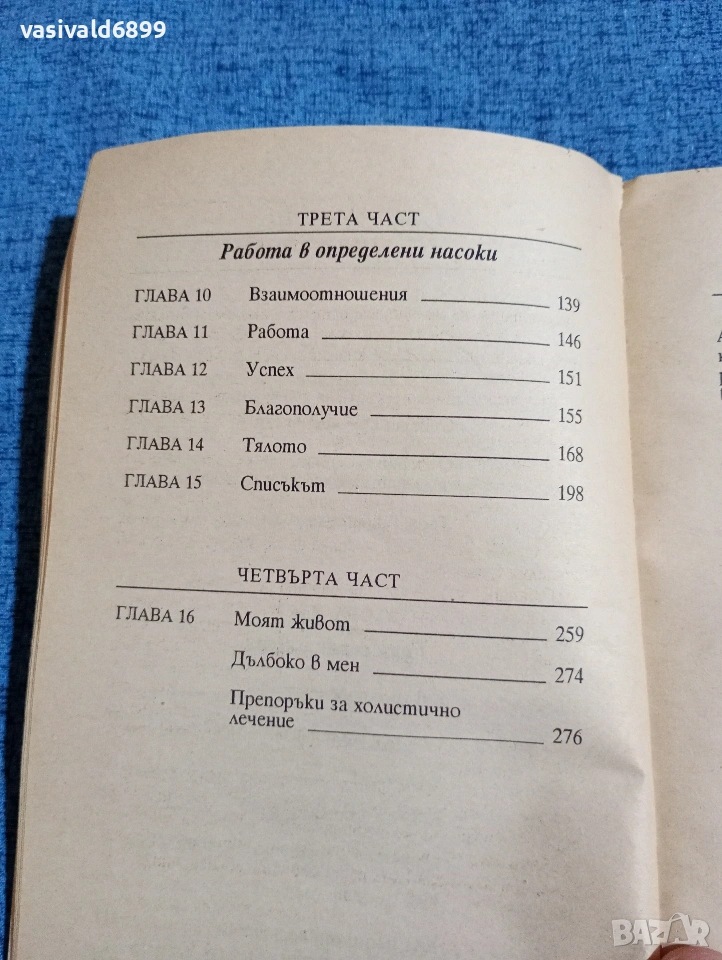 vasivald6899
ТРЕТА ЧАСТ
Работа в определени насоки
ГЛАВА 10 Взаимоотношения 139
ГЛАВА 11 Работа 146
ГЛАВА 12 Успех 151
ГЛАВА 13 Благополучие 155
ГЛАВА 14 Тялото 168
ГЛАВА 15 Списъкът 198
ЧЕТВЪРТА ЧАСТ
ГЛАВА 16 Моят живот 259
Дълбоко в мен 274
Препоръки за холистично
лечение 276
BAZAR